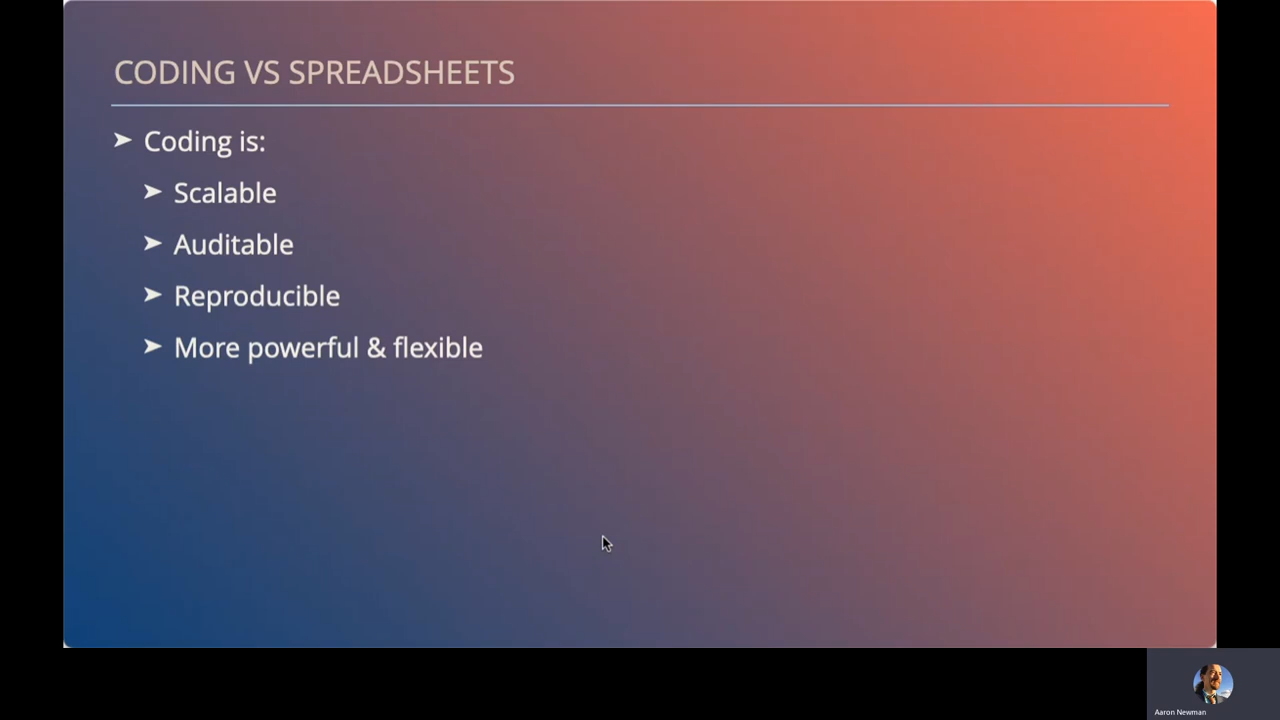 CODING VS SPREADSHEETS
➤ Coding is:
➤ Scalable
➤ Auditable
➤ Reproducible
➤ More powerful & flexible
Aaron Newman